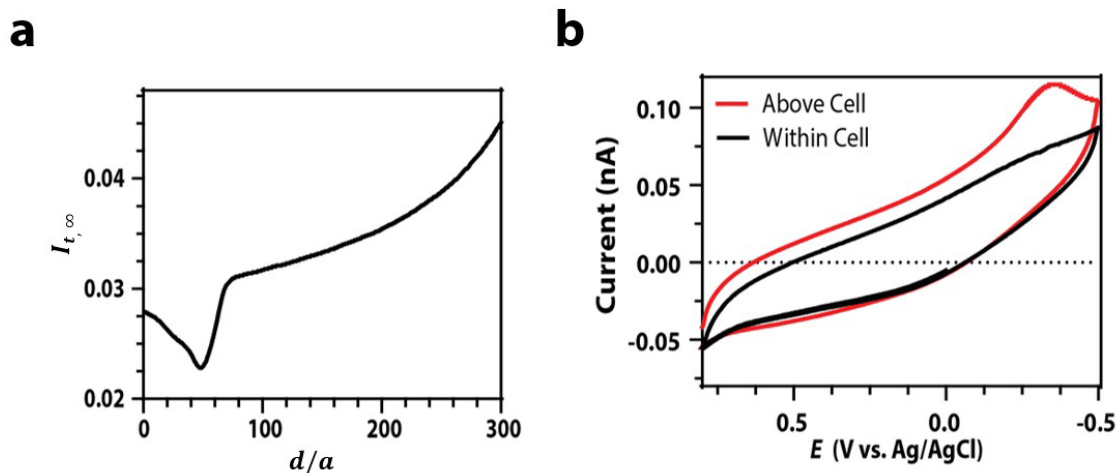 a
b
0.04
0.03
0.02
I t, ∞
0
100
200
300
d/a
Above Cell
Within Cell
0.10
0.05
0.00
-0.05
Current (nA)
0.5
0.0
-0.5
E (V vs. Ag/AgCl)